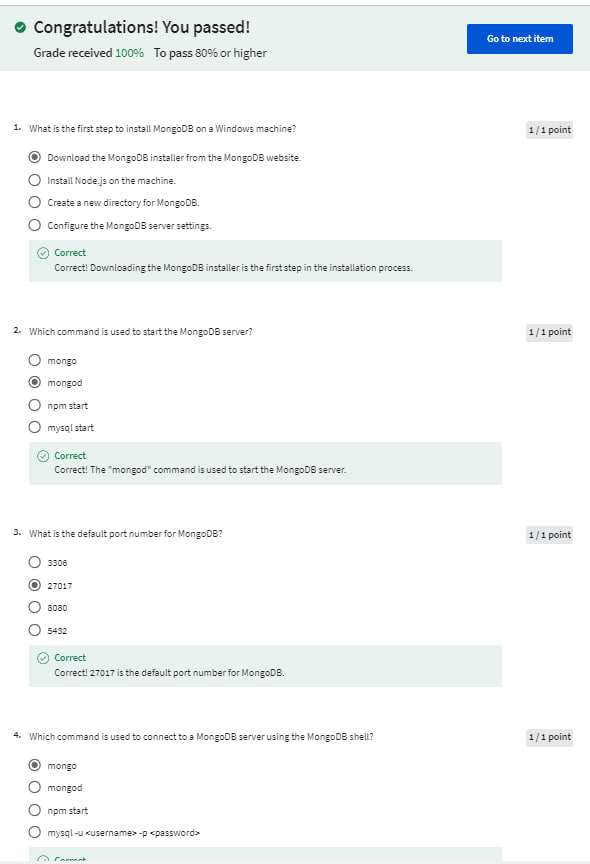 Congratulations! You passed!
Grade received 100% To pass 80% or higher
Go to next item
1. What is the first step to install MongoDB on a Windows machine?
1 / 1 point
Download the MongoDB installer from the MongoDB website.
Install Node.js on the machine.
Create a new directory for MongoDB.
Configure the MongoDB server settings.
Correct
Correct! Downloading the MongoDB installer is the first step in the installation process.
2. Which command is used to start the MongoDB server?
1 / 1 point
mongo
mongod
npm start
mysql start
Correct
Correct! The "mongod" command is used to start the MongoDB server.
3. What is the default port number for MongoDB?
1 / 1 point
3306
27017
8080
5432
Correct
Correct! 27017 is the default port number for MongoDB.
4. Which command is used to connect to a MongoDB server using the MongoDB shell?
1 / 1 point
mongo
mongod
npm start
mysql -u <username> -p <password>
Correct